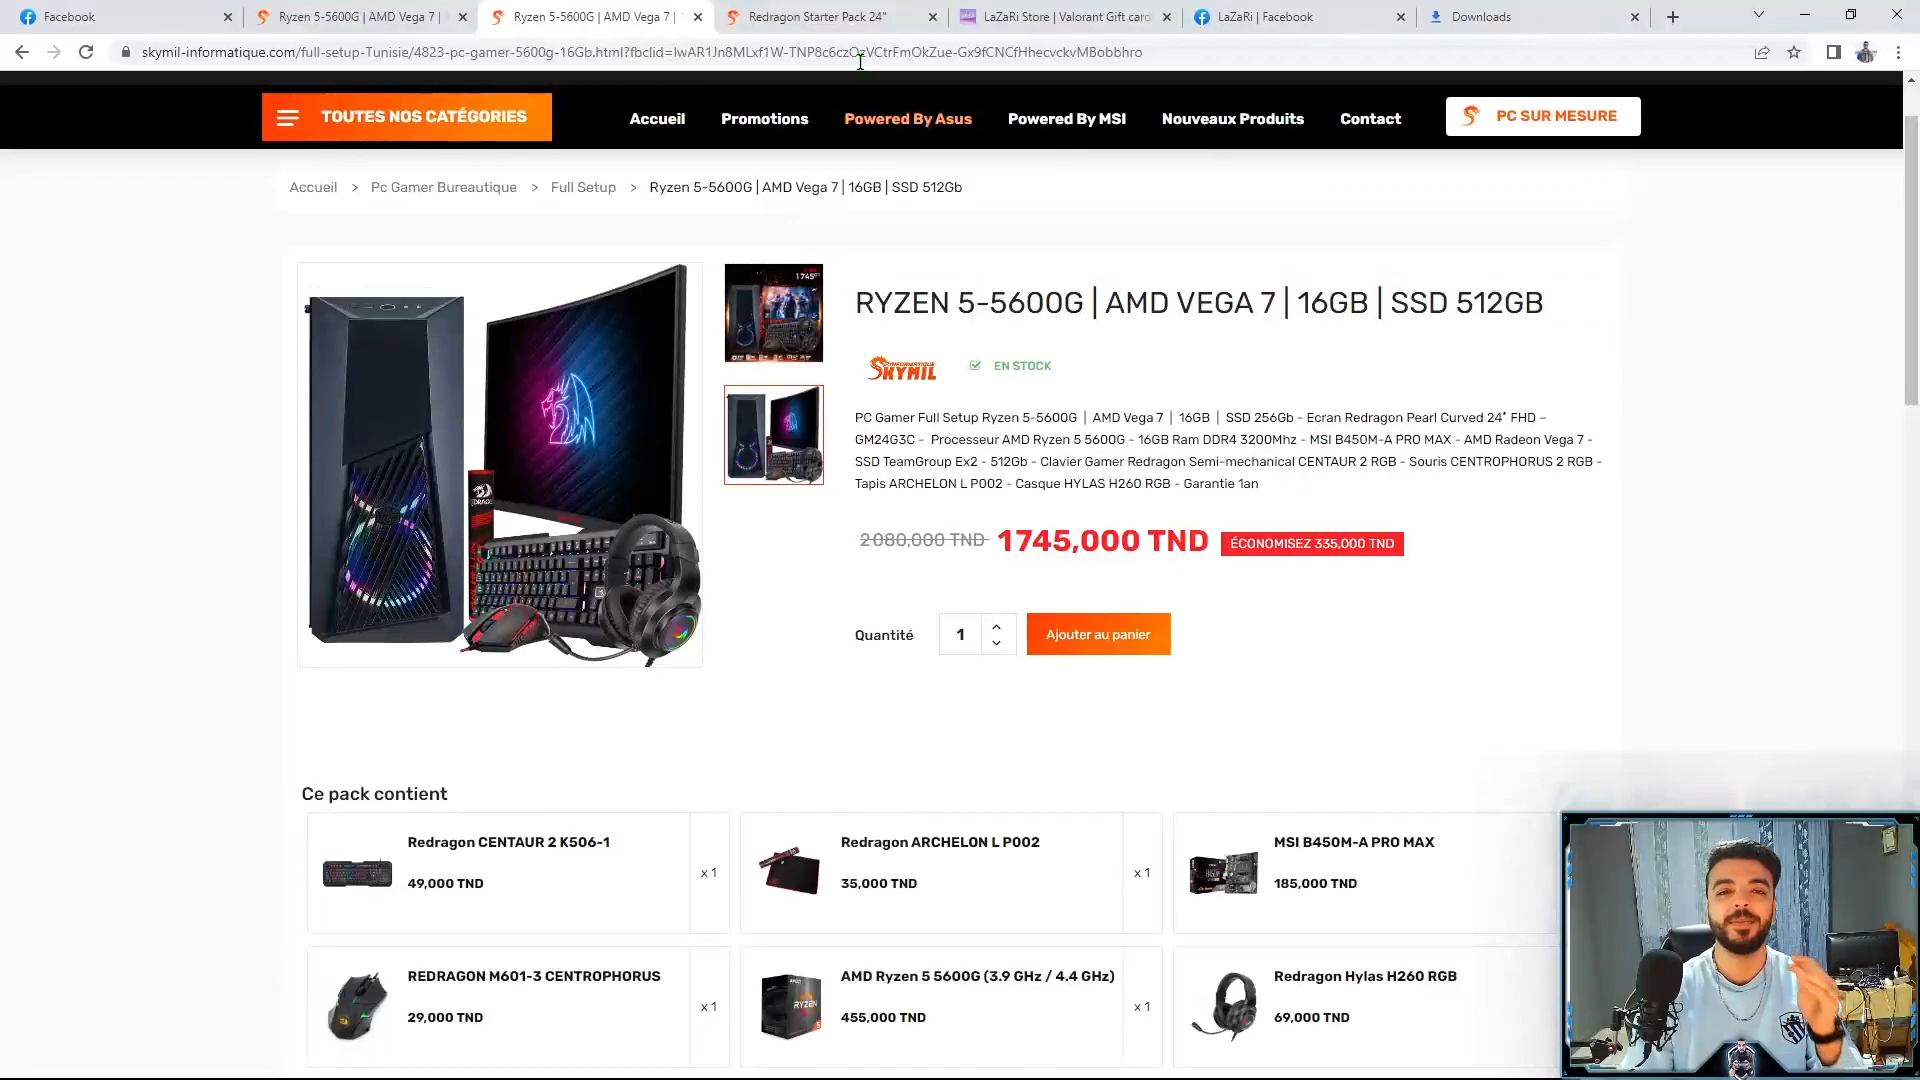 Facebook
Ryzen 5-5600G | AMD Vega 7 |
Ryzen 5-5600G | AMD Vega 7 |
Redragon Starter Pack 24"
LaZaRi Store | Valorant Gift card
LaZaRi | Facebook
Downloads
skymil-informatique.com/full-setup-Tunisie/4823-pc-gamer-5600g-16Gb.html?fbclid=IwAR1Jn8MLxf1W-TNP8c6czOzVCtrFmOkZue-Gx9fCNCfHhecvckvMBobbhro
TOUTES NOS CATÉGORIES
Accueil
Promotions
Powered By Asus
Powered By MSI
Nouveaux Produits
Contact
PC SUR MESURE
Accueil > Pc Gamer Bureautique > Full Setup > Ryzen 5-5600G | AMD Vega 7 | 16GB | SSD 512Gb
RYZEN 5-5600G | AMD VEGA 7 | 16GB | SSD 512GB
INFORMATIQUE
SKYMIL
EN STOCK
PC Gamer Full Setup Ryzen 5-5600G | AMD Vega 7 | 16GB | SSD 256Gb - Ecran Redragon Pearl Curved 24" FHD –
GM24G3C - Processeur AMD Ryzen 5 5600G - 16GB Ram DDR4 3200Mhz - MSI B450M-A PRO MAX - AMD Radeon Vega 7 -
SSD TeamGroup Ex2 - 512Gb - Clavier Gamer Redragon Semi-mechanical CENTAUR 2 RGB - Souris CENTROPHORUS 2 RGB -
Tapis ARCHELON L P002 - Casque HYLAS H260 RGB - Garantie 1an
2 080,000 TND 1 745,000 TND ÉCONOMISEZ 335,000 TND
Quantité
1
Ajouter au panier
Ce pack contient
Redragon CENTAUR 2 K506-1
49,000 TND
x 1
Redragon ARCHELON L P002
35,000 TND
x 1
MSI B450M-A PRO MAX
185,000 TND
REDRAGON M601-3 CENTROPHORUS
29,000 TND
x 1
AMD Ryzen 5 5600G (3.9 GHz / 4.4 GHz)
455,000 TND
x 1
Redragon Hylas H260 RGB
69,000 TND